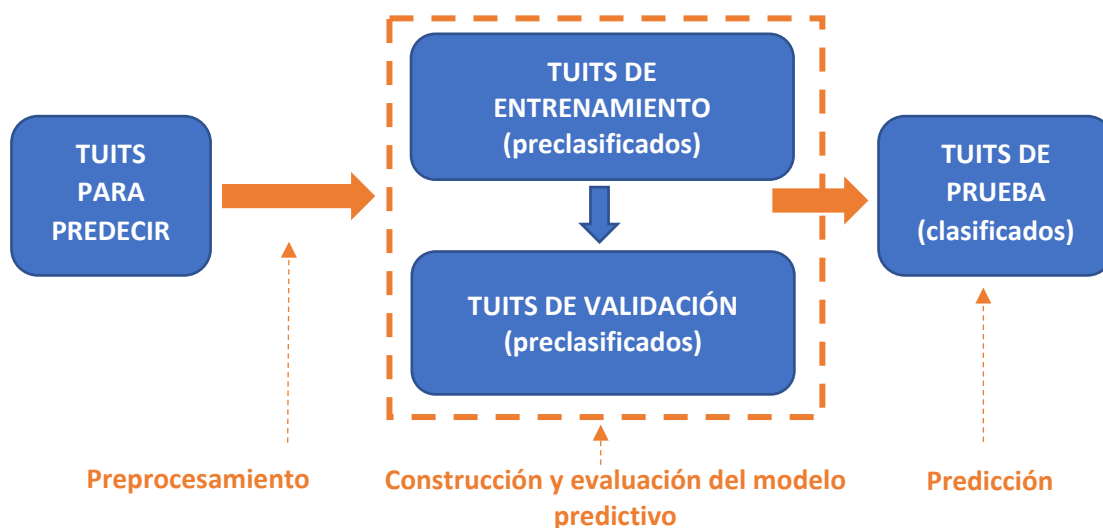 TUITS
PARA
PREDECIR
TUITS DE
ENTRENAMIENTO
(preclasificados)
TUITS DE VALIDACIÓN
(preclasificados)
TUITS DE
PRUEBA
(clasificados)
Preprocesamiento
Construcción y evaluación del modelo
predictivo
Predicción